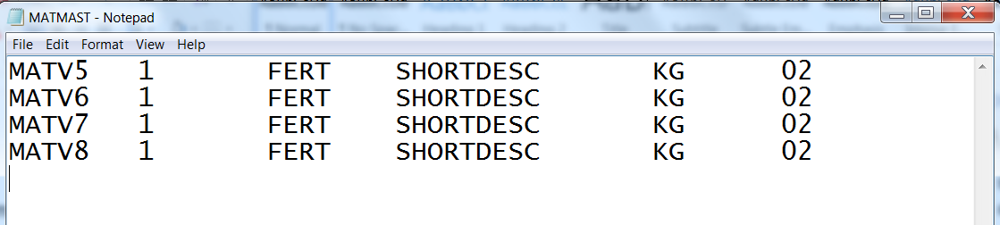 MATMAST - Notepad
File Edit Format View Help
MATV5 1 FERT SHORTDESC KG 02
MATV6 1 FERT SHORTDESC KG 02
MATV7 1 FERT SHORTDESC KG 02
MATV8 1 FERT SHORTDESC KG 02